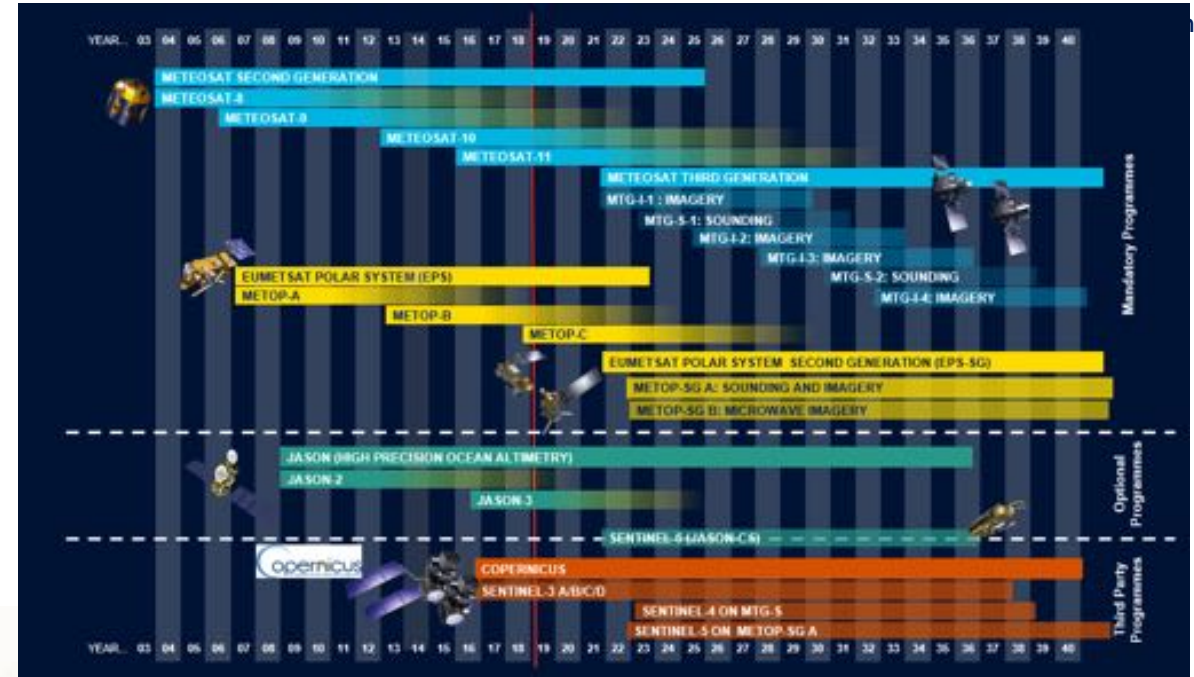 YEAR... 03 04 05 06 07 08 09 10 11 12 13 14 15 16 17 18 19 20 21 22 23 24 25 26 27 28 29 30 31 32 33 34 35 36 37 38 39 40
METEOSAT SECOND GENERATION
METEOSAT-8
METEOSAT-9
METEOSAT-10
METEOSAT-11
METEOSAT THIRD GENERATION
MTG-I-1 : IMAGERY
MTG-S-1: SOUNDING
MTG-I-2: IMAGERY
MTG-I-3: IMAGERY
MTG-S-2: SOUNDING
MTG-I-4: IMAGERY
Mandatory Programmes
EUMETSAT POLAR SYSTEM (EPS)
METOP-A
METOP-B
METOP-C
EUMETSAT POLAR SYSTEM SECOND GENERATION (EPS-SG)
METOP-SG A: SOUNDING AND IMAGERY
METOP-SG B: MICROWAVE IMAGERY
JASON (HIGH PRECISION OCEAN ALTIMETRY)
JASON-2
JASON-3
SENTINEL-6 (JASON-CS)
Optional
Programmes
Copernicus
COPERNICUS
SENTINEL-3 A/B/C/D
SENTINEL-4 ON MTG-S
SENTINEL-5 ON METOP-SG A
Third Party
Programmes
YEAR... 03 04 05 06 07 08 09 10 11 12 13 14 15 16 17 18 19 20 21 22 23 24 25 26 27 28 29 30 31 32 33 34 35 36 37 38 39 40